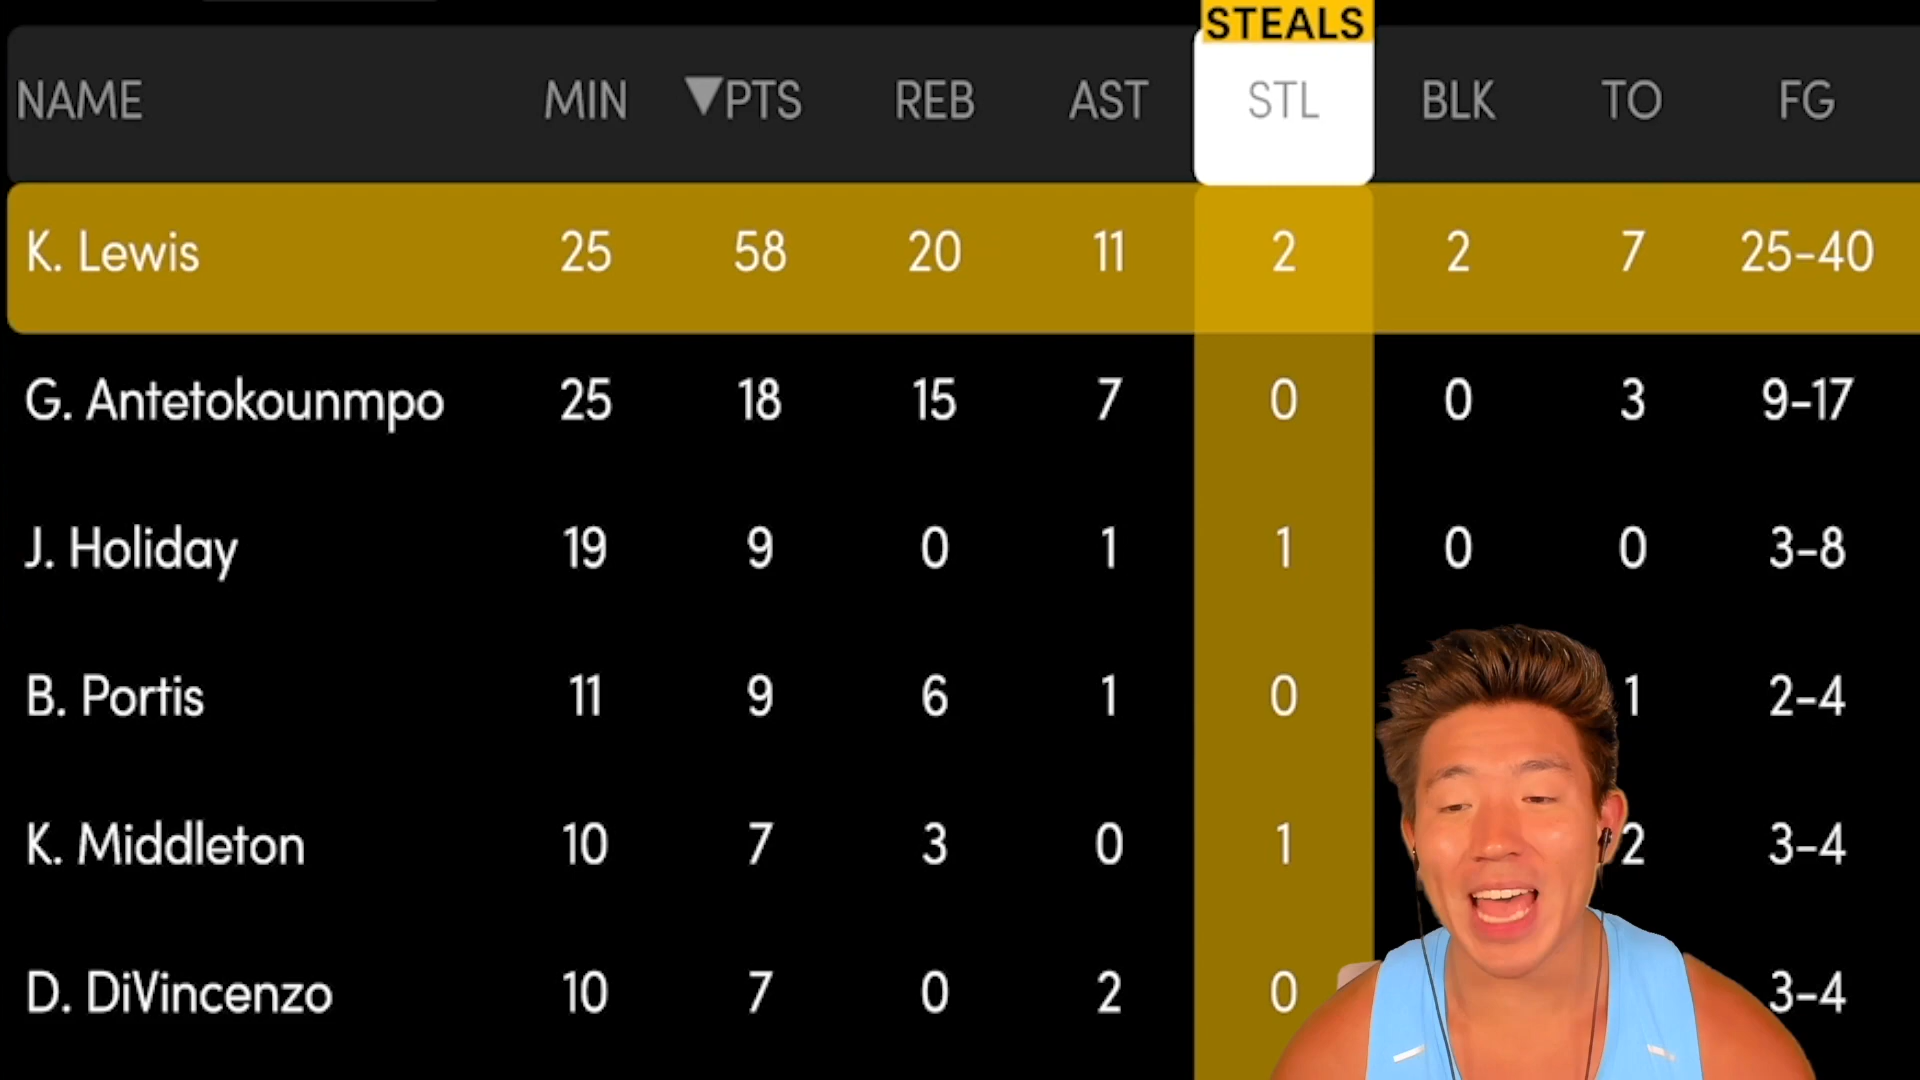 STEALS
NAME MIN ▼PTS REB AST STL BLK TO FG
K. Lewis 25 58 20 11 2 2 7 25-40
G. Antetokounmpo 25 18 15 7 0 0 3 9-17
J. Holiday 19 9 0 1 1 0 0 3-8
B. Portis 11 9 6 1 0 1 2-4
K. Middleton 10 7 3 0 1 2 3-4
D. DiVincenzo 10 7 0 2 0 3-4